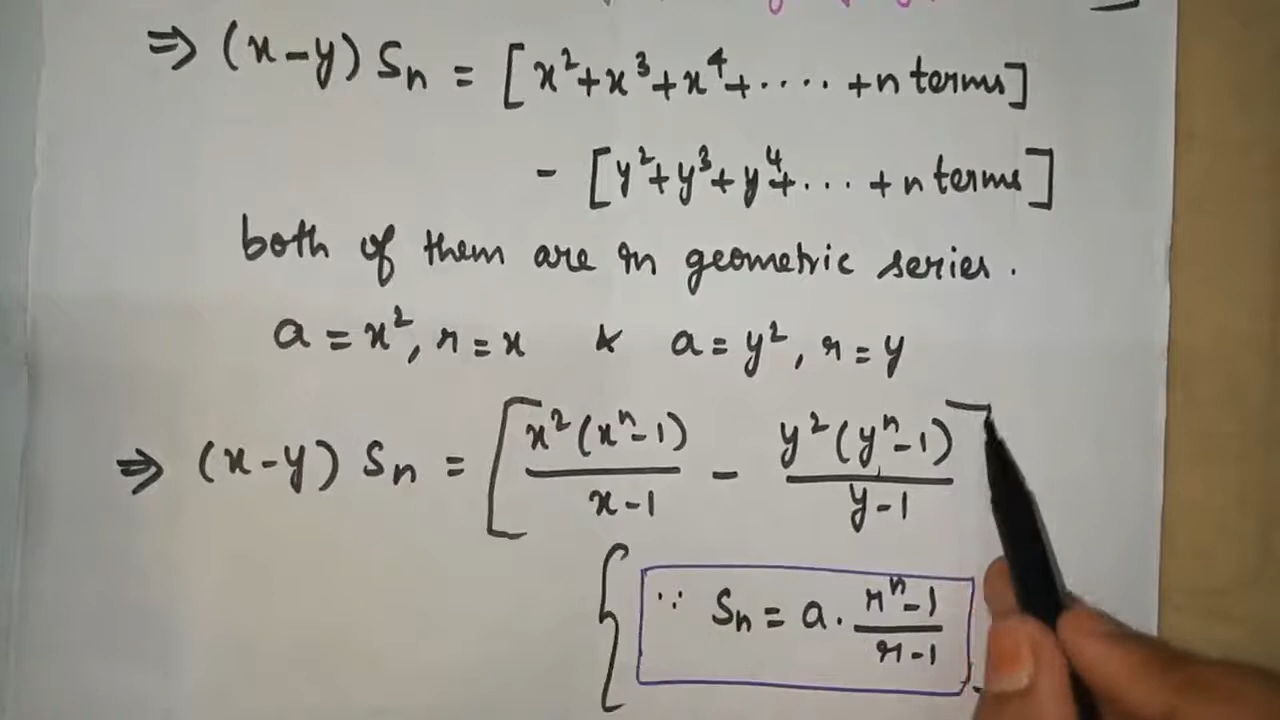 ⇒ (x-y) Sn = [x²+x³+x⁴+.....+n terms]
- [y²+y³+y⁴+....+n terms]
both of them are in geometric series.
a = x², r = x & a = y², r = y
⇒ (x-y) Sn = [x²(xⁿ-1)/x-1 - y²(yⁿ-1)/y-1]
{ ∵ Sn = a. rⁿ-1/r-1